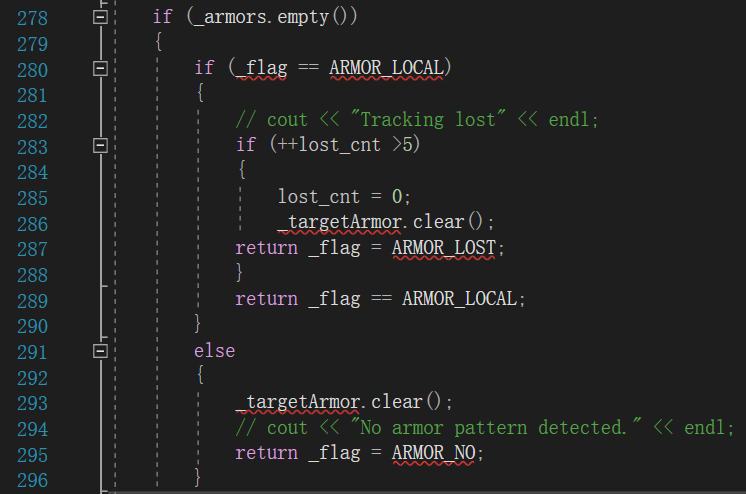 278 if (_armors.empty())
279 {
280 if (_flag == ARMOR_LOCAL)
281 {
282 // cout << "Tracking lost" << endl;
283 if (++lost_cnt >5)
284 {
285 lost_cnt = 0;
286 _targetArmor.clear();
287 return _flag = ARMOR_LOST;
288 }
289 return _flag == ARMOR_LOCAL;
290 }
291 else
292 {
293 _targetArmor.clear();
294 // cout << "No armor pattern detected." << endl;
295 return _flag = ARMOR_NO;
296 }